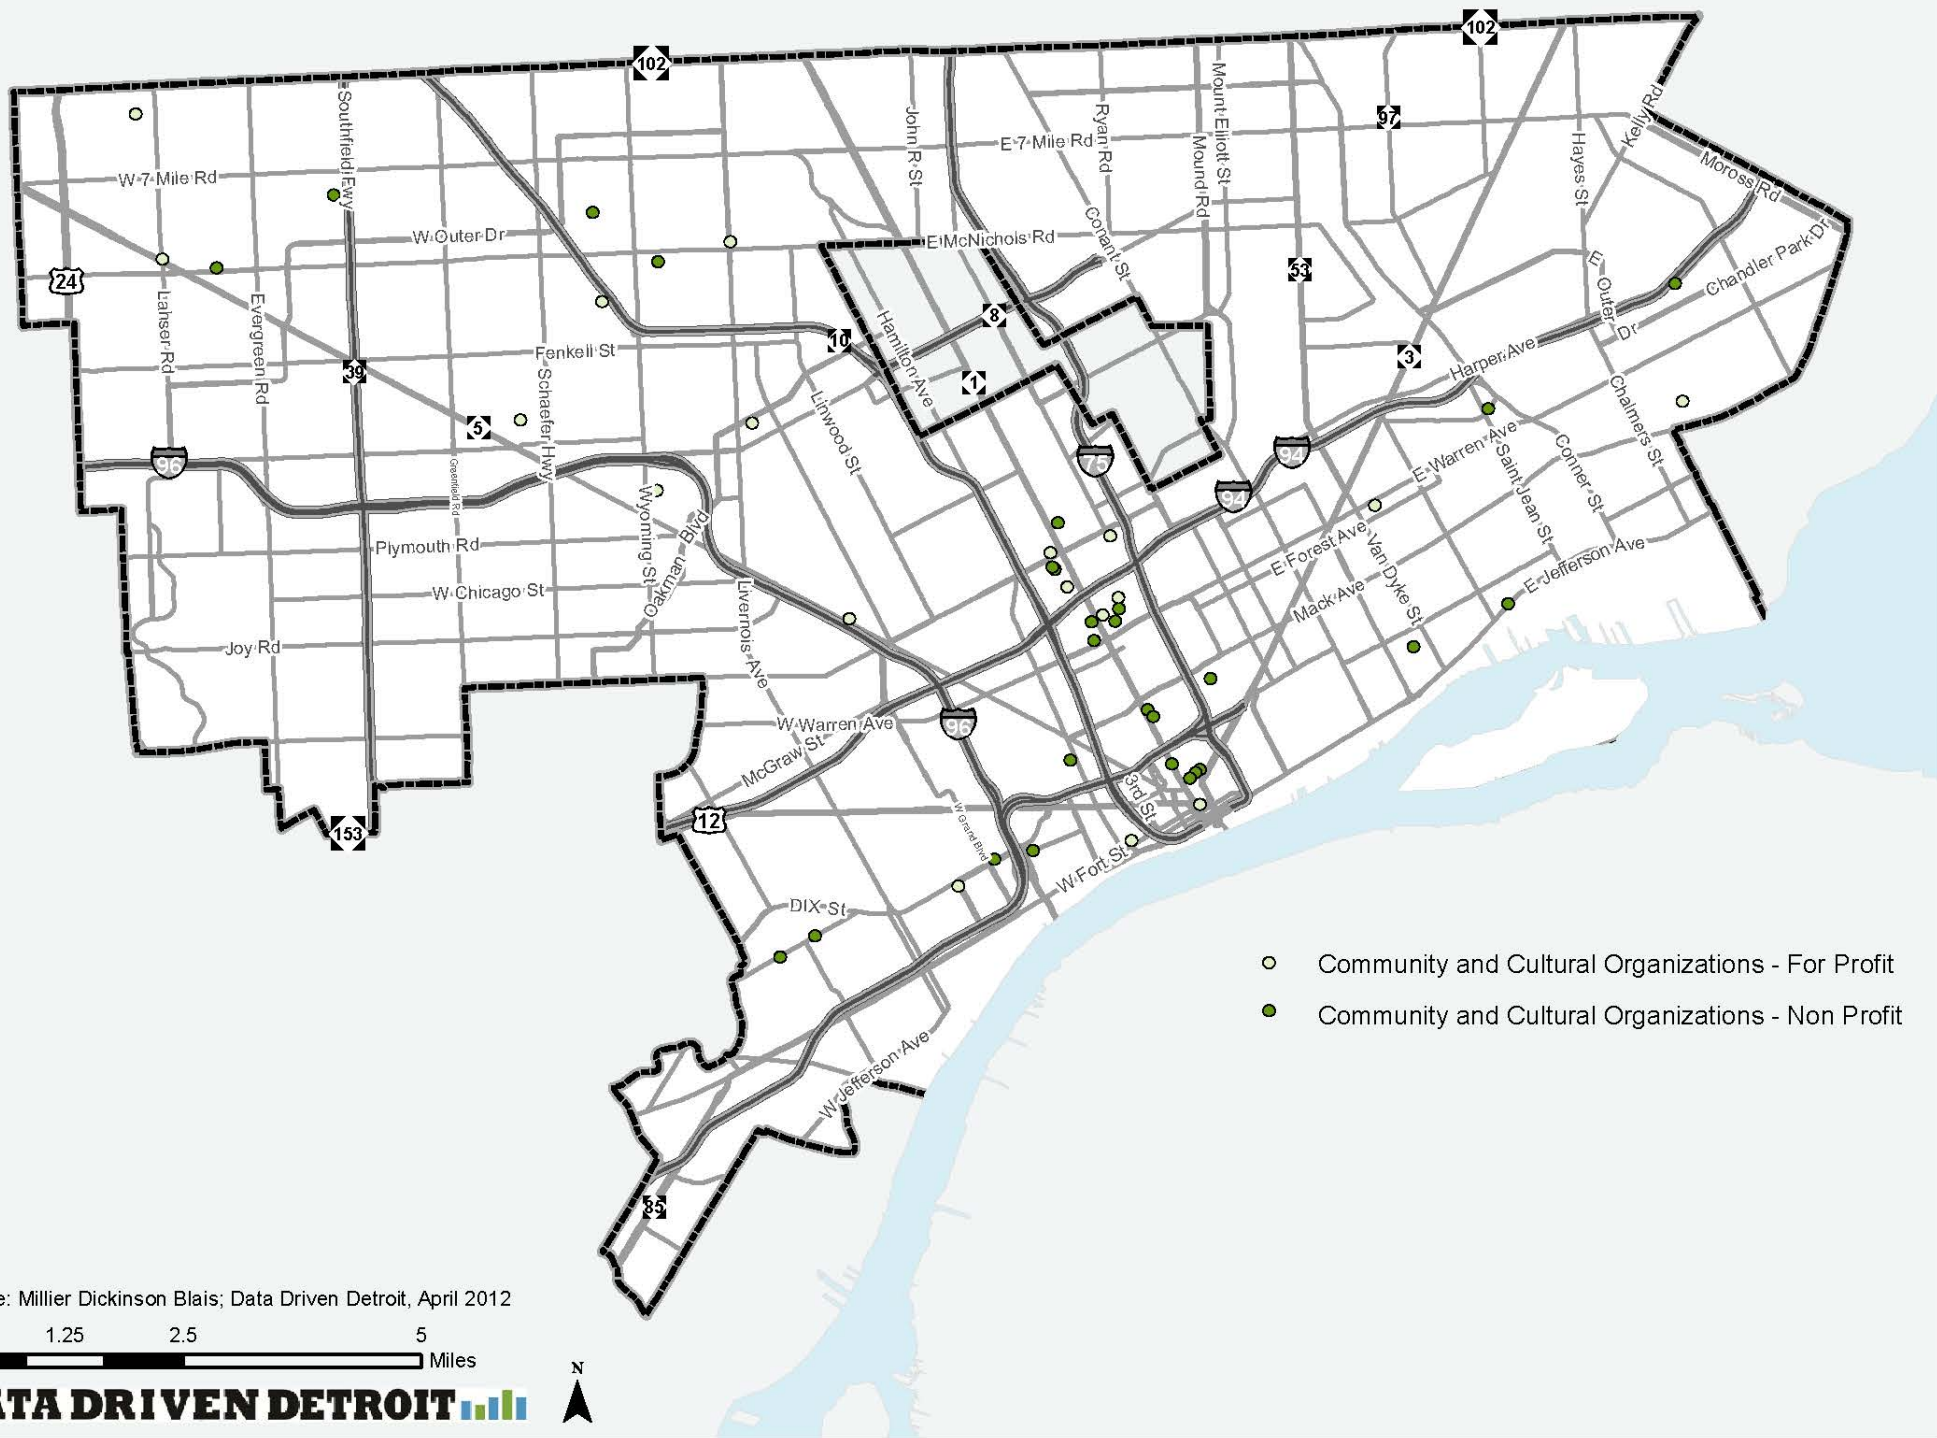 102
102
97
Southfield Fwy
John R St
Ryan Rd
Mound Rd
Mount Elliott St
Hayes St
Kelly Rd
Moross Rd
E 7 Mile Rd
W 7 Mile Rd
W Outer Dr
E McNichols Rd
Conant St
53
24
Chandler Park Dr
E Outer Dr
Lahser Rd
Evergreen Rd
8
10
Hamilton Ave
1
3
Harper Ave
Fenkell St
39
Schaefer Hwy
Linwood St
Chalmers St
5
96
75
94
94
E Warren Ave
Saint Jean St
Conner St
Greenfield Rd
Wyoming St
Oakman Blvd
Plymouth Rd
W Chicago St
Livernois Ave
Joy Rd
E Forest Ave
Van Dyke St
Mack Ave
E Jefferson Ave
W Warren Ave
McGraw St
96
12
153
3rd St
W Grand Blvd
W Fort St
DIX St
W Jefferson Ave
85
Community and Cultural Organizations - For Profit
Community and Cultural Organizations - Non Profit
e: Millier Dickinson Blais; Data Driven Detroit, April 2012
1.25 2.5 5
Miles
N
ATA DRIVEN DETROIT